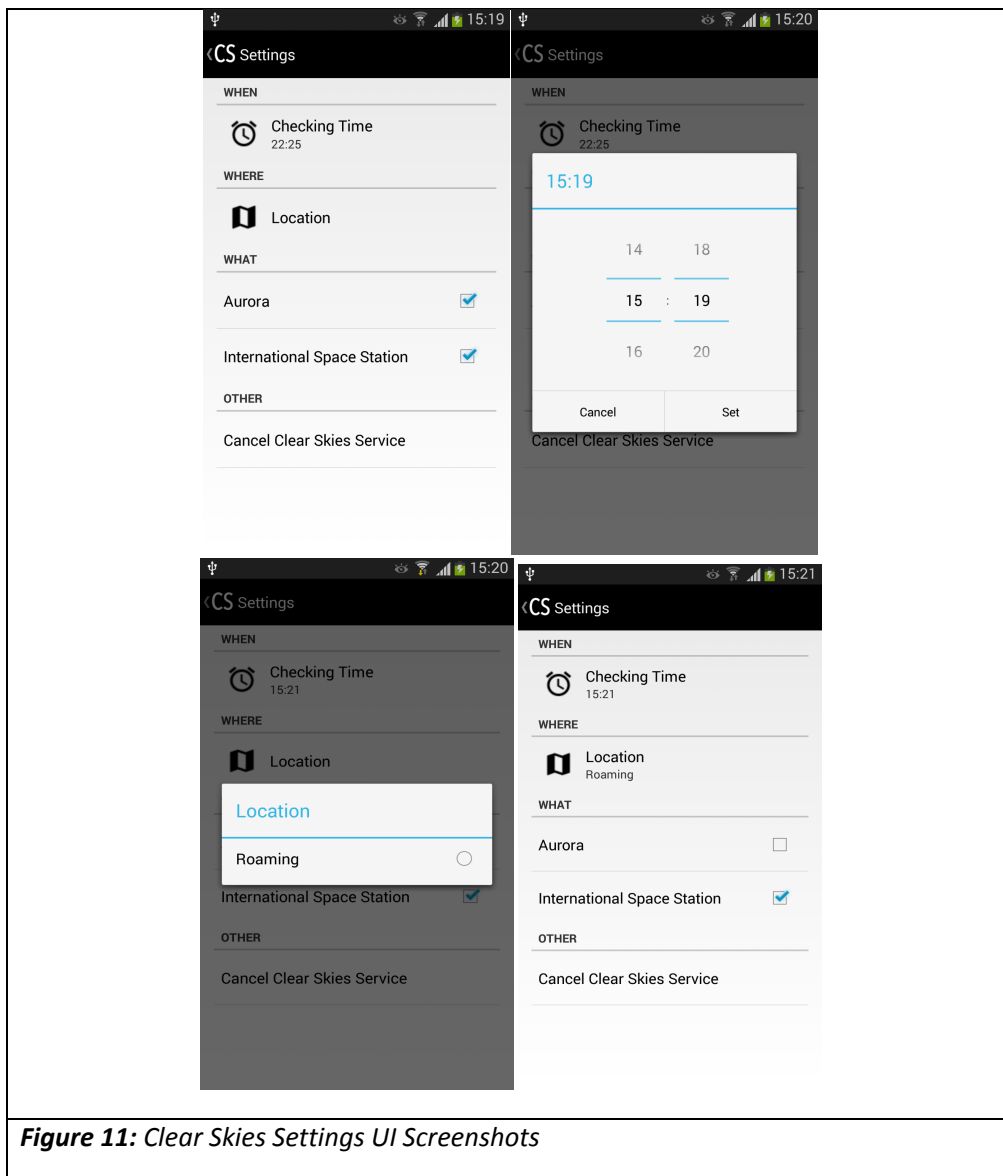 15:19
CS Settings
WHEN
Checking Time
22:25
WHERE
Location
WHAT
Aurora
International Space Station
OTHER
Cancel Clear Skies Service
15:20
CS Settings
WHEN
Checking Time
22:25
15:19
14 18
15 : 19
16 20
Cancel Set
Cancel Clear Skies Service
15:20
CS Settings
WHEN
Checking Time
15:21
WHERE
Location
Location
Roaming
International Space Station
OTHER
Cancel Clear Skies Service
15:21
CS Settings
WHEN
Checking Time
15:21
WHERE
Location
Roaming
WHAT
Aurora
International Space Station
OTHER
Cancel Clear Skies Service
Figure 11: Clear Skies Settings UI Screenshots